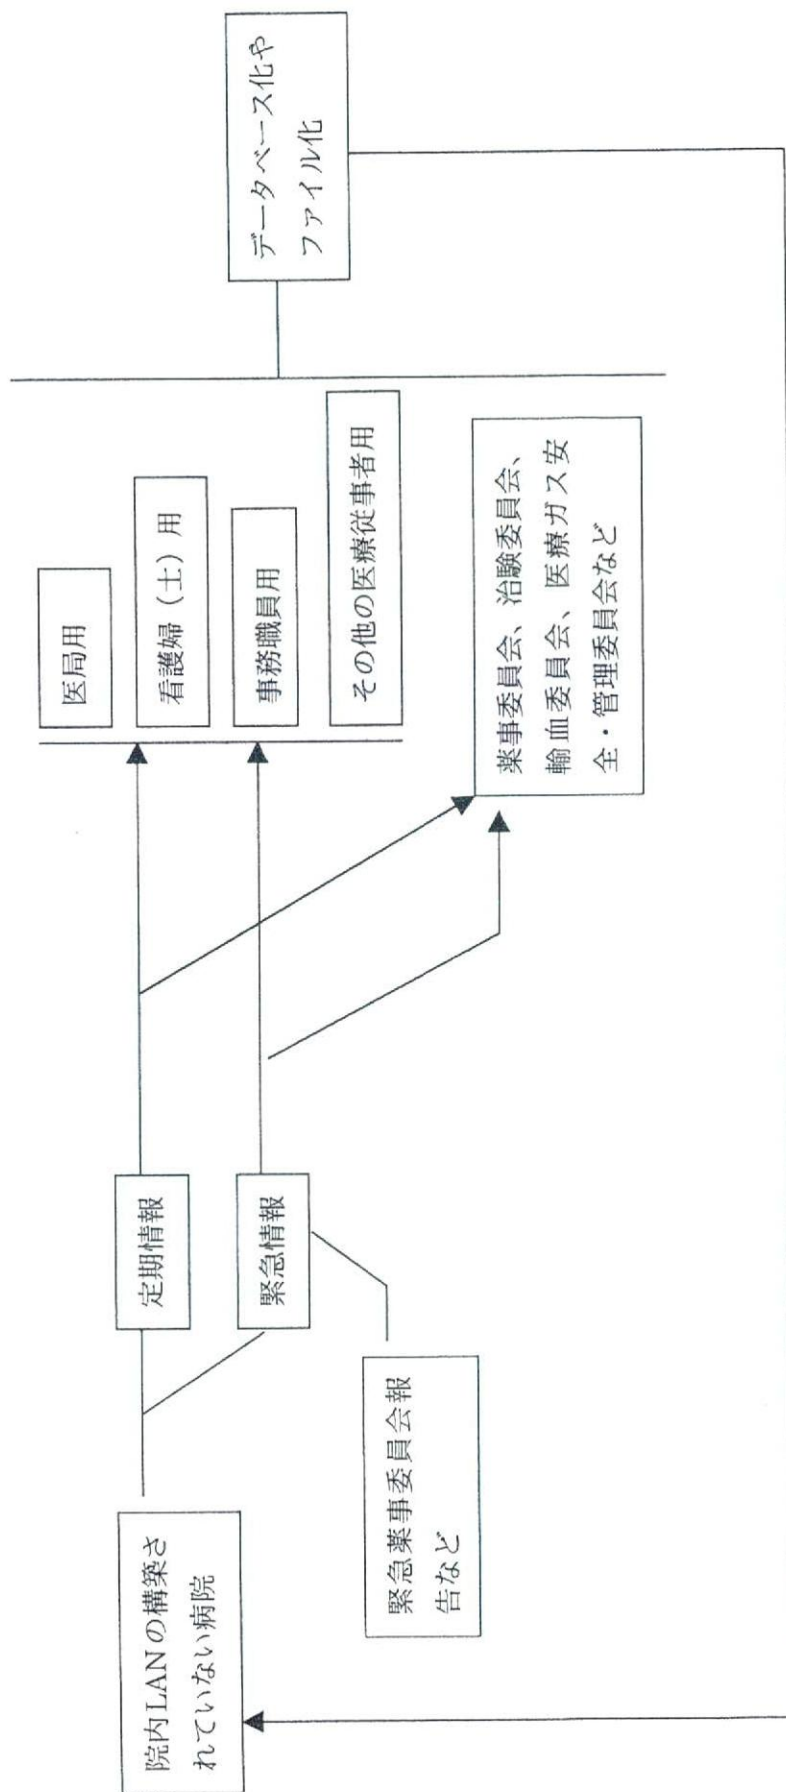 院内LANの構築さ
れていない病院
定期情報
緊急情報
緊急薬事委員会報
告など
医局用
看護婦（士）用
事務職員用
その他の医療従事者用
薬事委員会、治験委員会、
輸血委員会、医療ガス安
全・管理委員会など
データベース化や
ファイル化